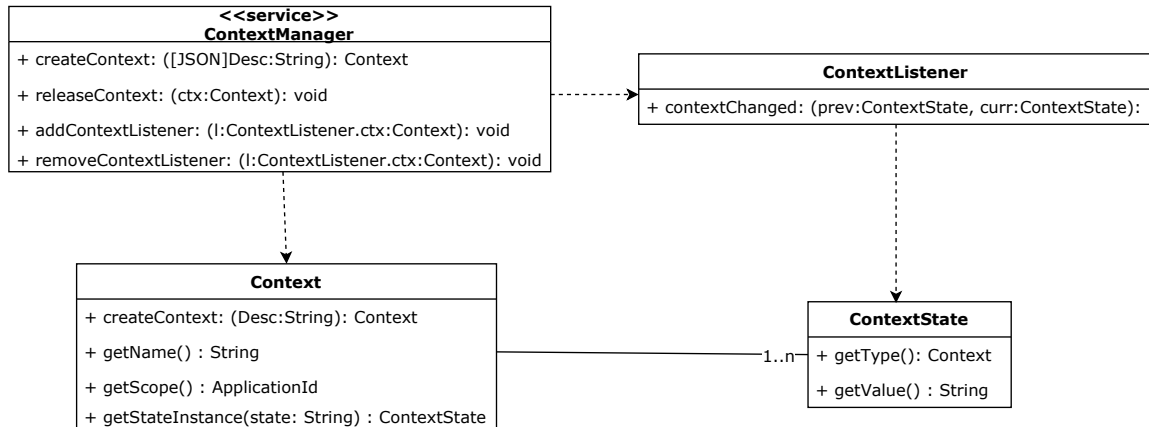 <<service>>
ContextManager
+ createContext: ([JSON]Desc:String): Context
+ releaseContext: (ctx:Context): void
+ addContextListener: (l:ContextListener.ctx:Context): void
+ removeContextListener: (l:ContextListener.ctx:Context): void
ContextListener
+ contextChanged: (prev:ContextState, curr:ContextState):
Context
+ createContext: (Desc:String): Context
+ getName() : String
+ getScope() : ApplicationId
+ getStateInstance(state: String) : ContextState
1..n
ContextState
+ getType(): Context
+ getValue() : String